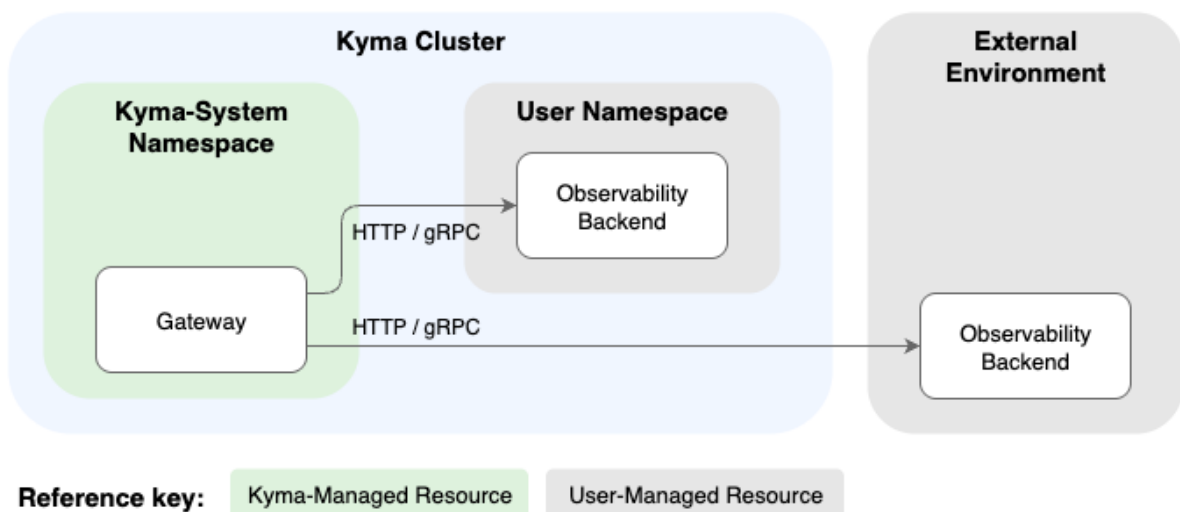 Kyma Cluster
External
Environment
Kyma-System
Namespace
User Namespace
Observability
Backend
HTTP / gRPC
Gateway
HTTP / gRPC
Observability
Backend
Reference key:
Kyma-Managed Resource
User-Managed Resource